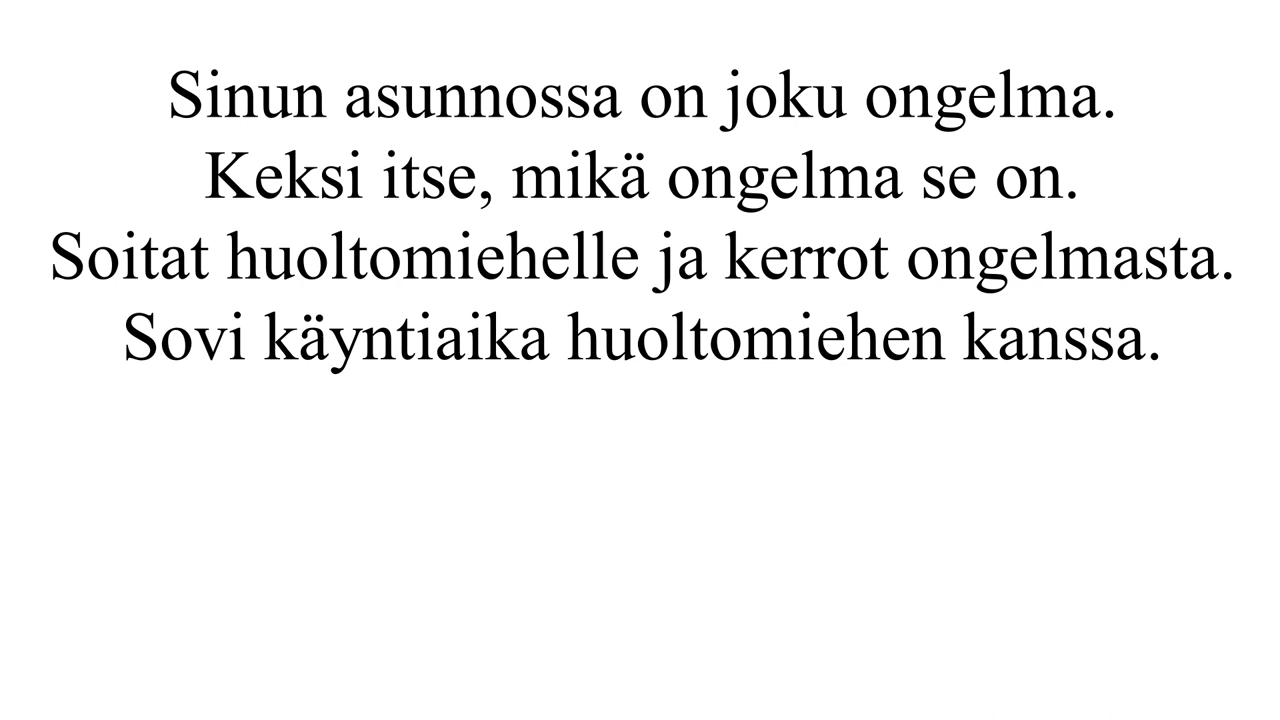 Sinun asunnossa on joku ongelma.
Keksi itse, mikä ongelma se on.
Soitat huoltomiehelle ja kerrot ongelmasta.
Sovi käyntiaika huoltomiehen kanssa.